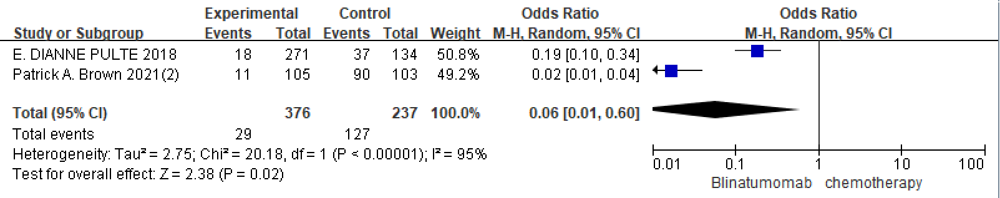 Experimental Control Odds Ratio Odds Ratio
Study or Subgroup Events Total Events Total Weight M-H, Random, 95% CI M-H, Random, 95% CI
E. DIANNE PULTE 2018 18 271 37 134 50.8% 0.19 [0.10, 0.34]
Patrick A. Brown 2021(2) 11 105 90 103 49.2% 0.02 [0.01, 0.04]
Total (95% CI) 376 237 100.0% 0.06 [0.01, 0.60]
Total events 29 127
Heterogeneity: Tau² = 2.75; Chi² = 20.18, df = 1 (P < 0.00001); I² = 95%
Test for overall effect: Z = 2.38 (P = 0.02)
0.01 0.1 1 10 100
Blinatumomab chemotherapy